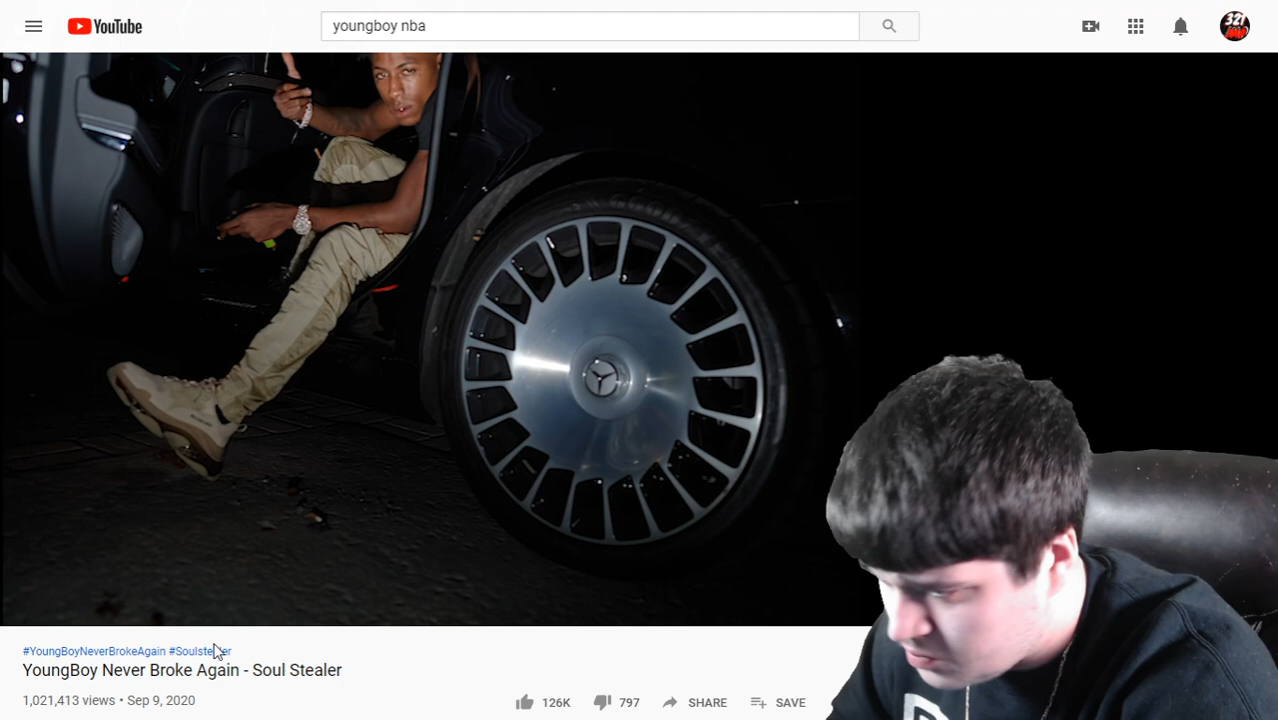 YouTube
youngboy nba
321
#YoungBoyNeverBrokeAgain #Soulstealer
YoungBoy Never Broke Again - Soul Stealer
1,021,413 views • Sep 9, 2020
126K
797
SHARE
SAVE